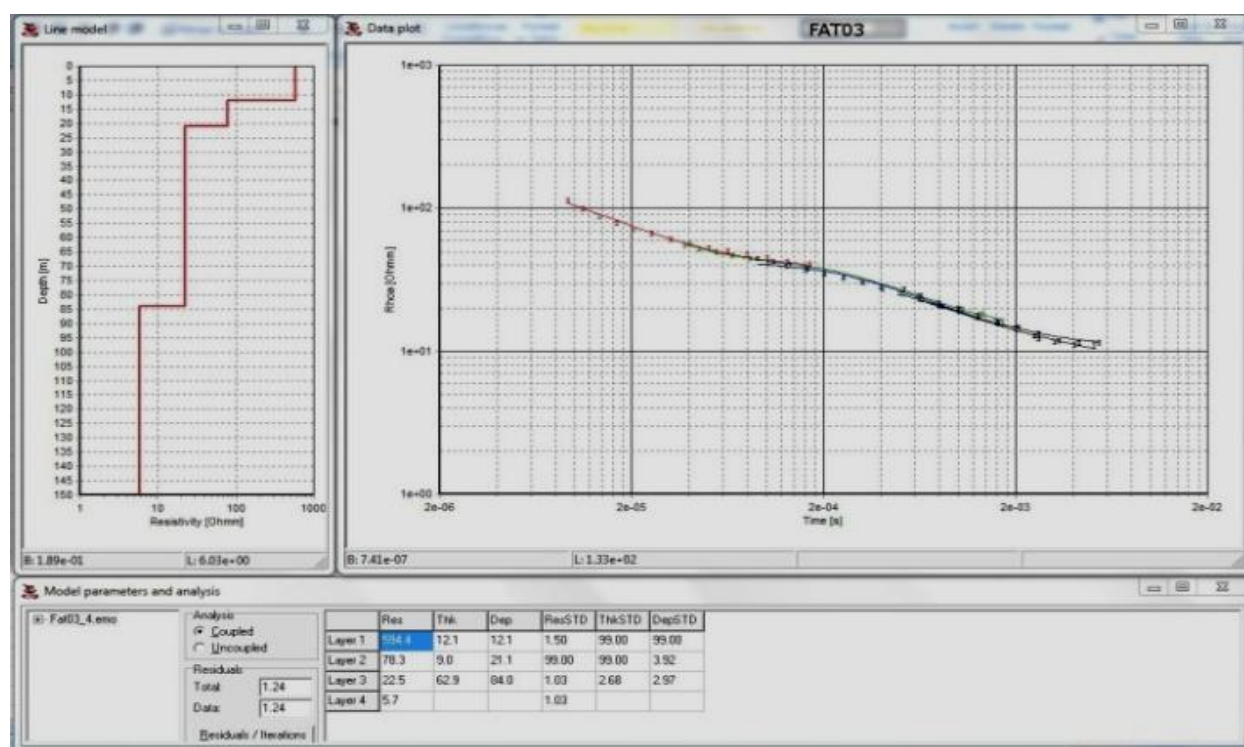 Line model
Data plot
FAT03
0
5
10
15
20
25
30
35
40
45
50
55
60
65
70
75
80
85
90
95
100
105
110
115
120
125
130
135
140
145
150
Depth [m]
1 10 100 1000
Resistivity [Ohmm]
B: 1.89e-01 L: 6.03e+00
1e+03
1e+02
1e+01
1e+00
Rhoa [Ohmm]
2e-06 2e-05 2e-04 2e-03 2e-02
Time [s]
B: 7.41e-07 L: 1.33e+02
Model parameters and analysis
Fat03_4.emo
Analysis
Coupled
Uncoupled
Residuals
Total: 1.24
Data: 1.24
Residuals / Iterations
Res Thk Dep ResSTD ThkSTD DepSTD
Layer 1 594.4 12.1 12.1 1.50 99.00 99.00
Layer 2 78.3 9.0 21.1 99.00 99.00 3.92
Layer 3 22.5 62.9 84.0 1.03 2.68 2.97
Layer 4 5.7 1.03